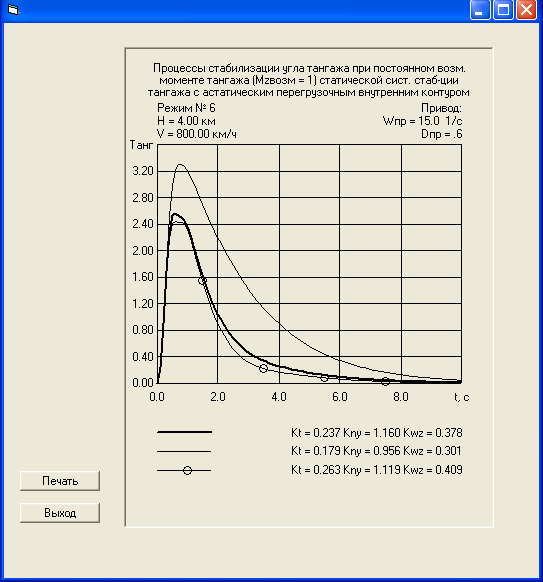 Процессы стабилизации угла тангажа при постоянном возм.
моменте тангажа (Mzвозм = 1) статической сист. стаб-ции
тангажа с астатическим перегрузочным внутренним контуром
Режим № 6
Привод:
H = 4.00 км
Wпр = 15.0 1/с
V = 800.00 км/ч
Dпр = .6
Танг
3.20
2.80
2.40
2.00
1.60
1.20
0.80
0.40
0.00
0.0 2.0 4.0 6.0 8.0 t, c
Kt = 0.237 Kny = 1.160 Kwz = 0.378
Kt = 0.179 Kny = 0.956 Kwz = 0.301
Kt = 0.263 Kny = 1.119 Kwz = 0.409
Печать
Выход